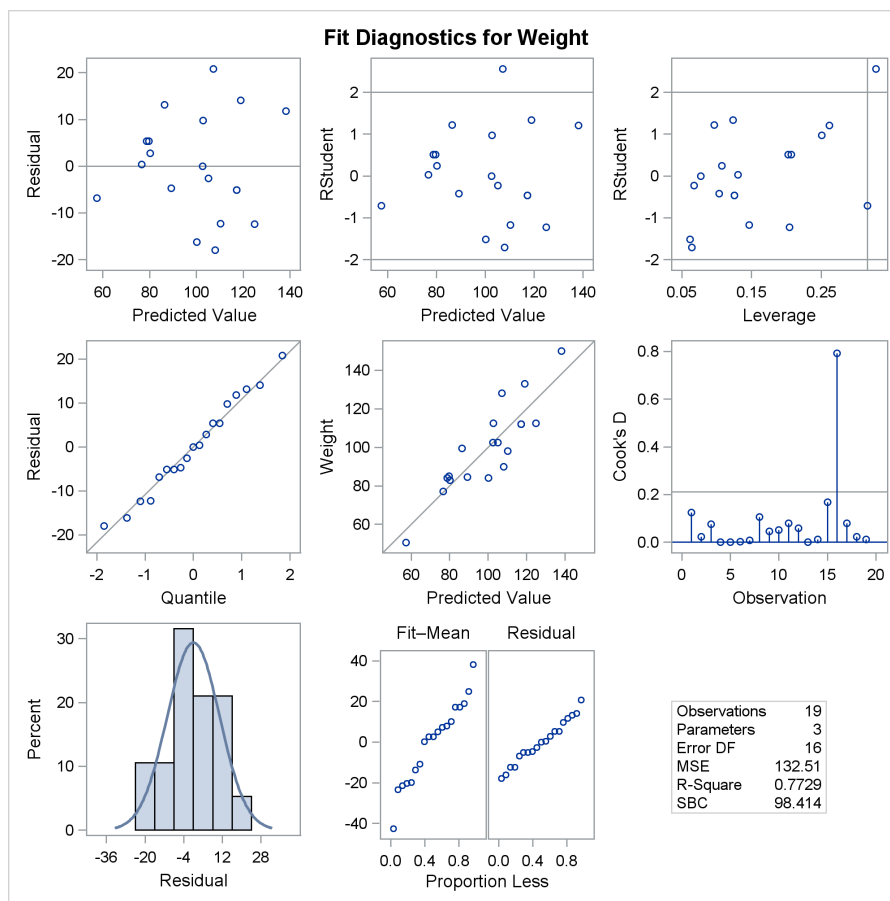 Fit Diagnostics for Weight
Residual
20
10
0
-10
-20
60 80 100 120 140
Predicted Value
RStudent
2
1
0
-1
-2
60 80 100 120 140
Predicted Value
RStudent
2
1
0
-1
-2
0.05 0.15 0.25
Leverage
Residual
20
10
0
-10
-20
-2 -1 0 1 2
Quantile
Weight
140
120
100
80
60
60 80 100 120 140
Predicted Value
Cook's D
0.8
0.6
0.4
0.2
0.0
0 5 10 15 20
Observation
Percent
30
20
10
0
-36 -20 -4 12 28
Residual
Fit–Mean Residual
40
20
0
-20
-40
0.0 0.4 0.8 0.0 0.4 0.8
Proportion Less
Observations 19
Parameters 3
Error DF 16
MSE 132.51
R-Square 0.7729
SBC 98.414